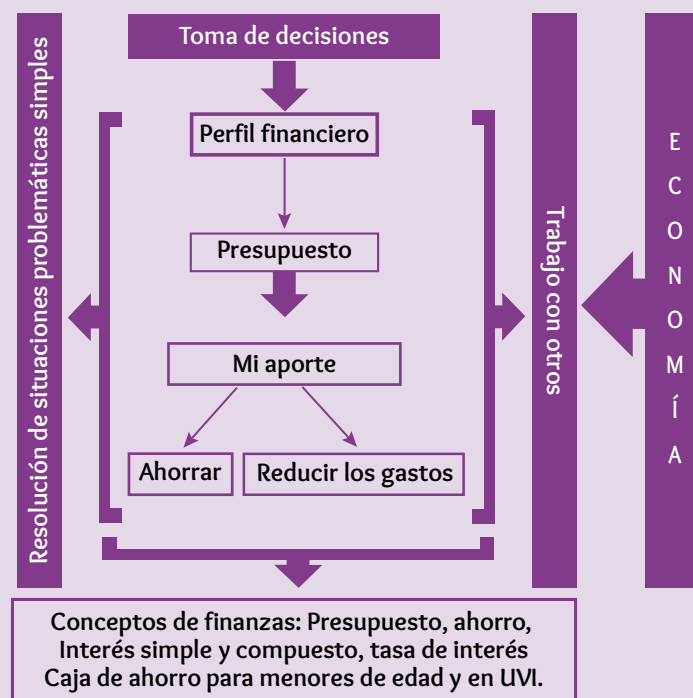 Resolución de situaciones problemáticas simples
Toma de decisiones
Perfil financiero
Presupuesto
Mi aporte
Ahorrar
Reducir los gastos
Trabajo con otros
ECONOMÍA
Conceptos de finanzas: Presupuesto, ahorro,
Interés simple y compuesto, tasa de interés
Caja de ahorro para menores de edad y en UVI.